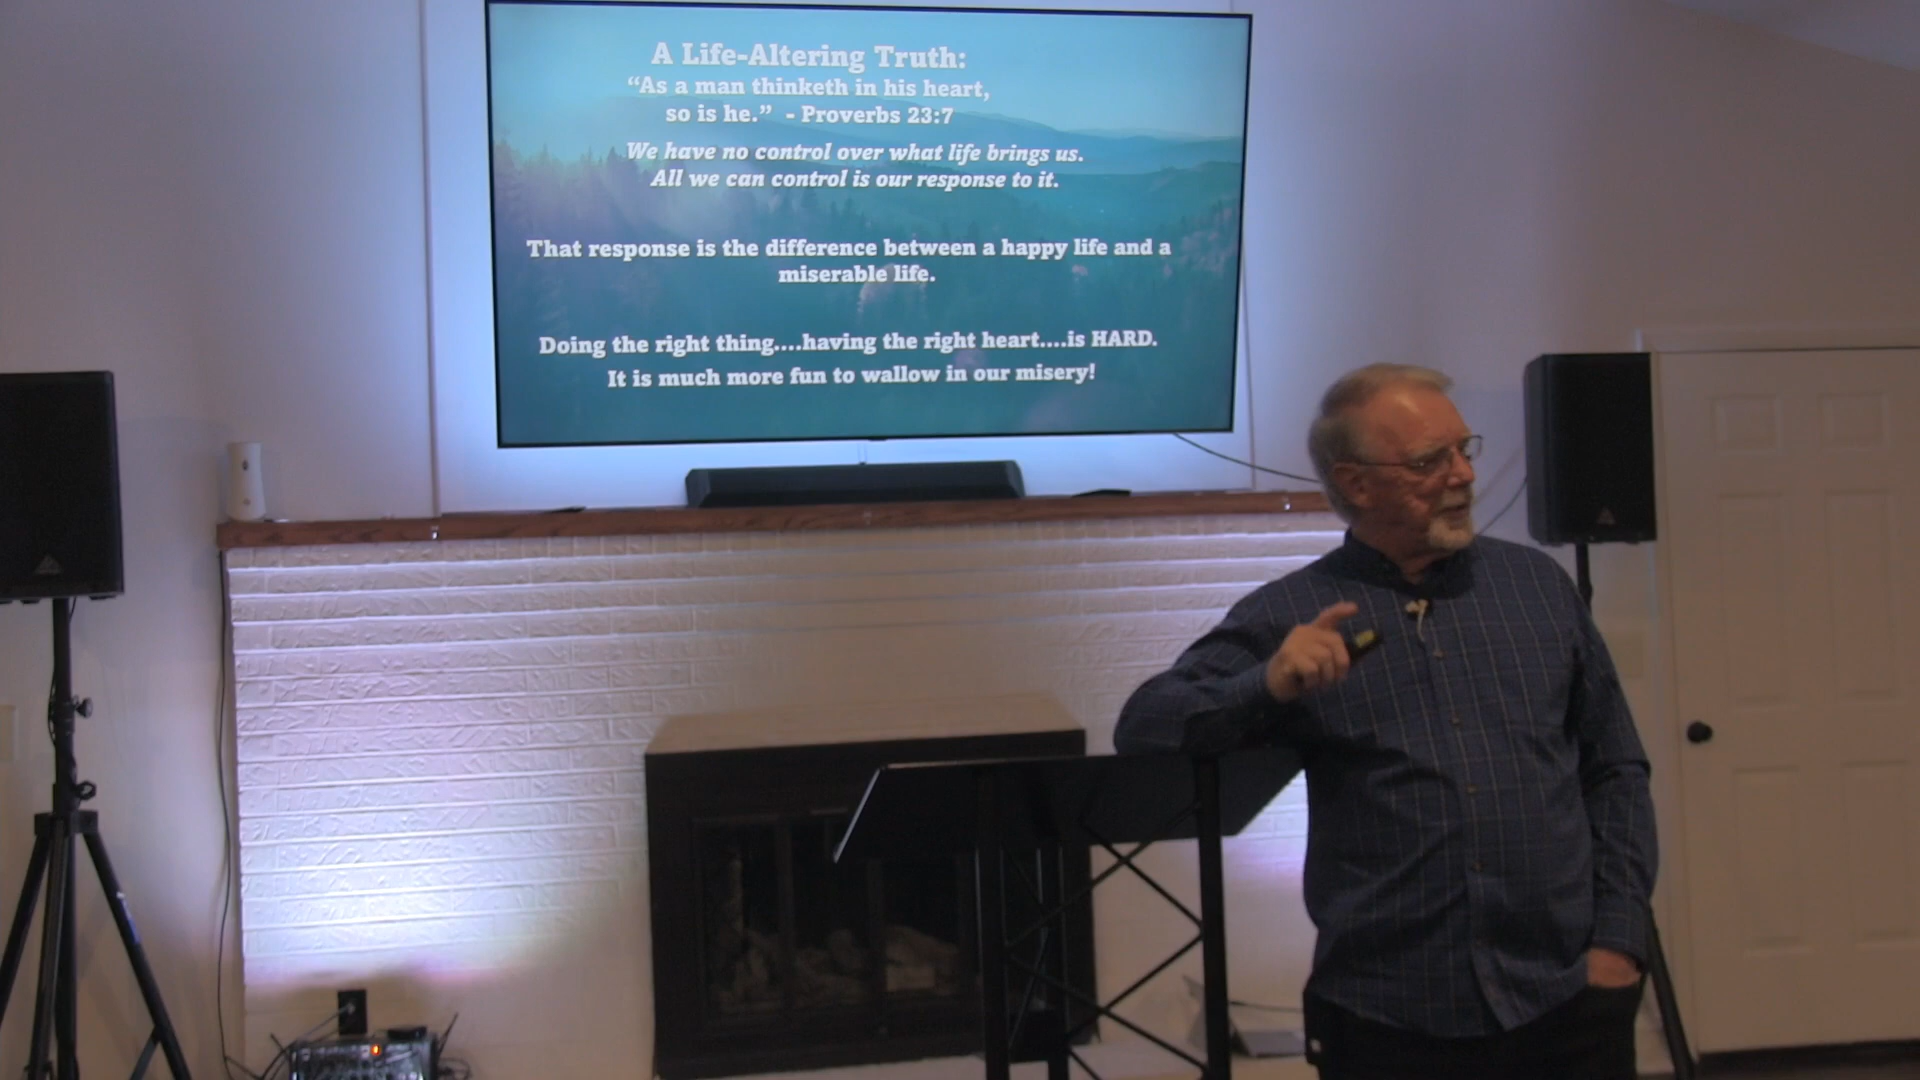 A Life-Altering Truth:
“As a man thinketh in his heart,
so is he.” - Proverbs 23:7
We have no control over what life brings us.
All we can control is our response to it.
That response is the difference between a happy life and a
miserable life.
Doing the right thing....having the right heart....is HARD.
It is much more fun to wallow in our misery!